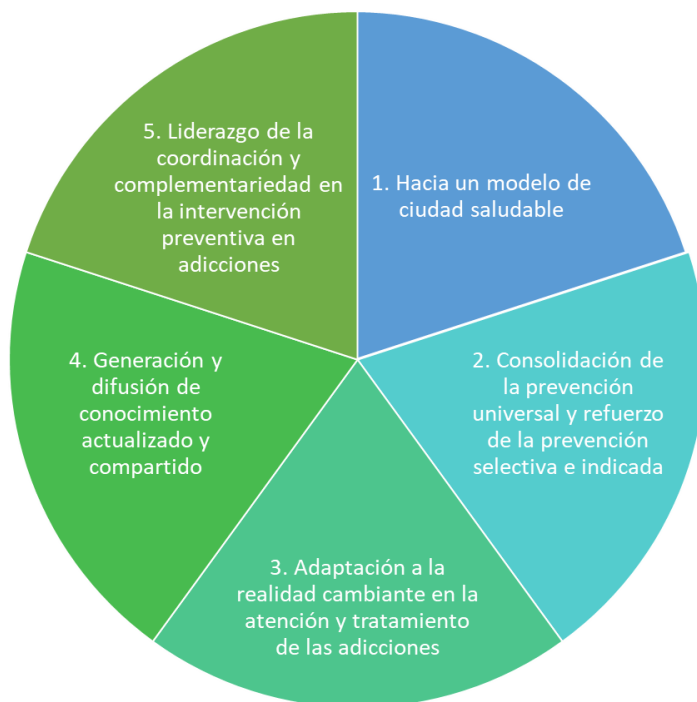 1. Hacia un modelo de
ciudad saludable
2. Consolidación de
la prevención
universal y refuerzo
de la prevención
selectiva e indicada
3. Adaptación a la
realidad cambiante en la
atención y tratamiento
de las adicciones
4. Generación y
difusión de
conocimiento
actualizado y
compartido
5. Liderazgo de la
coordinación y
complementariedad en
la intervención
preventiva en
adicciones